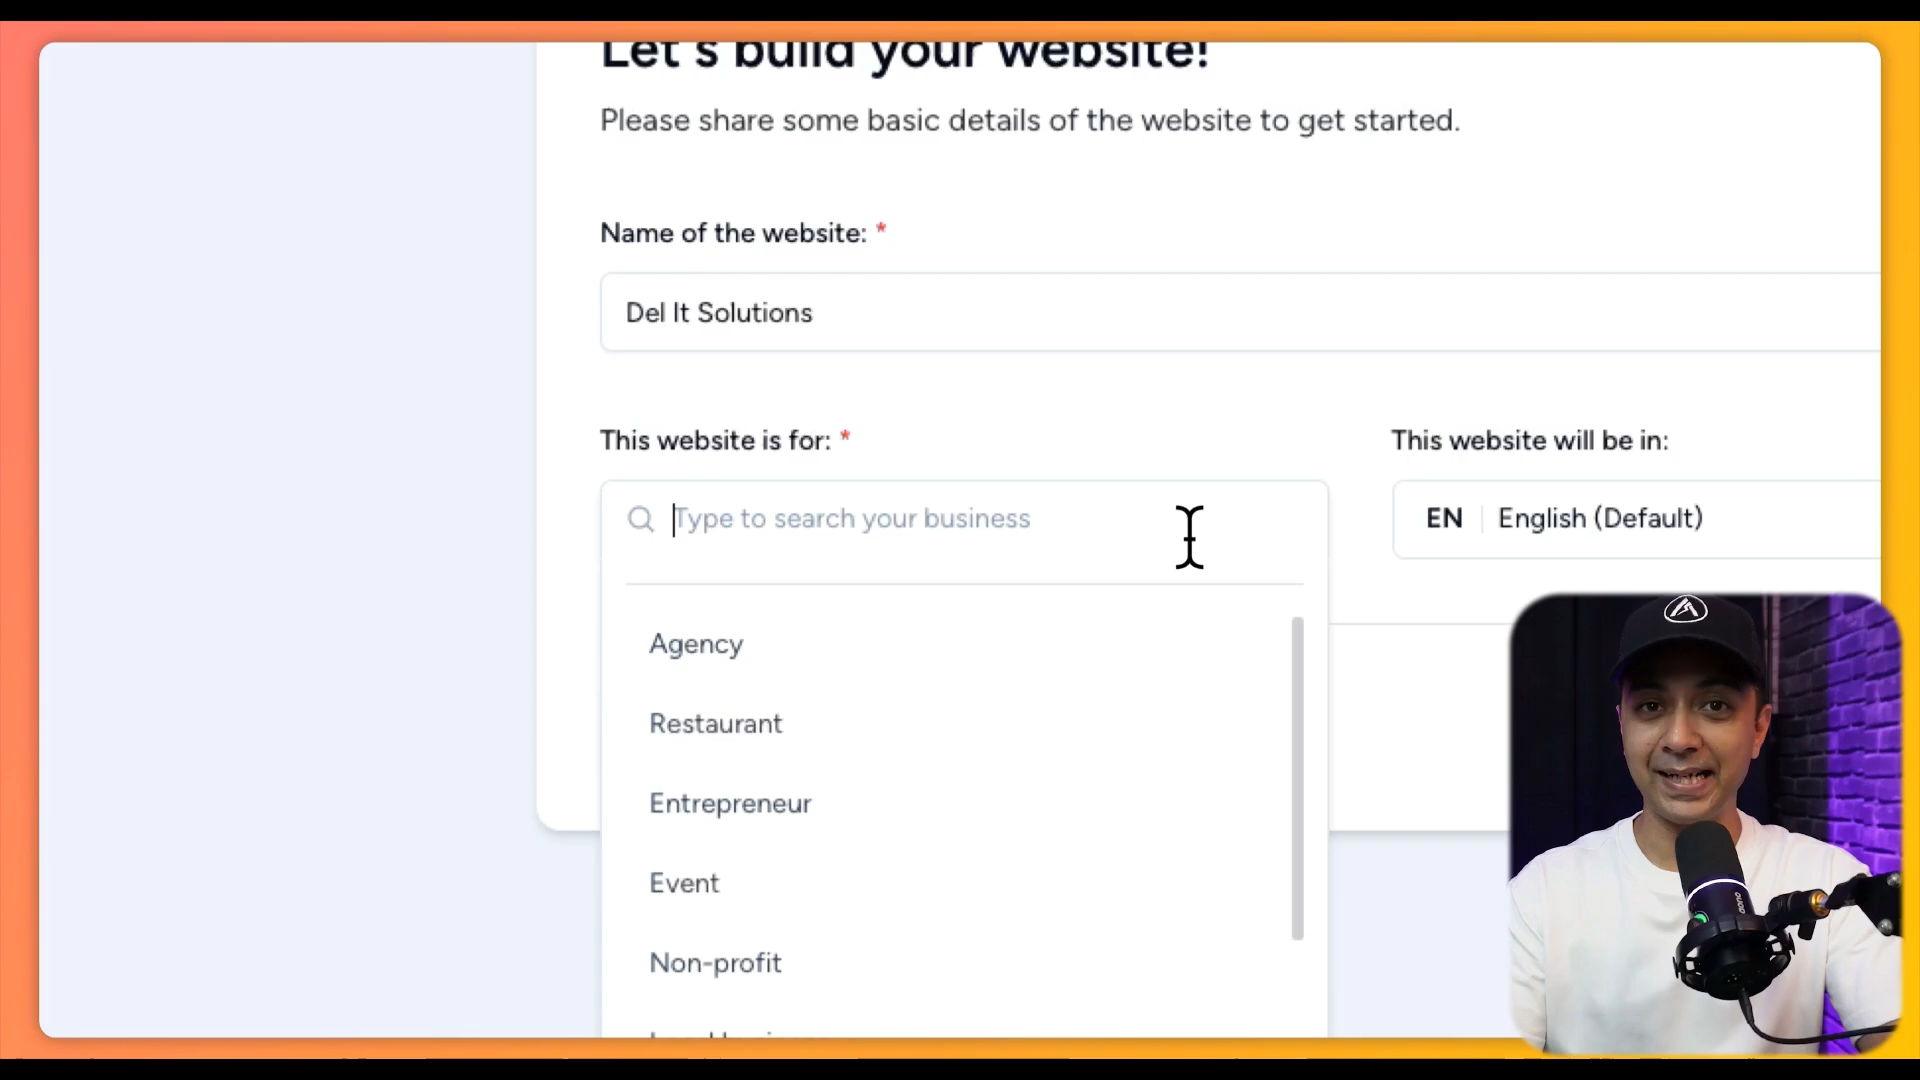 Let's build your website!
Please share some basic details of the website to get started.
Name of the website: *
Del It Solutions
This website is for: *
This website will be in:
Type to search your business
EN English (Default)
Agency
Restaurant
Entrepreneur
Event
Non-profit